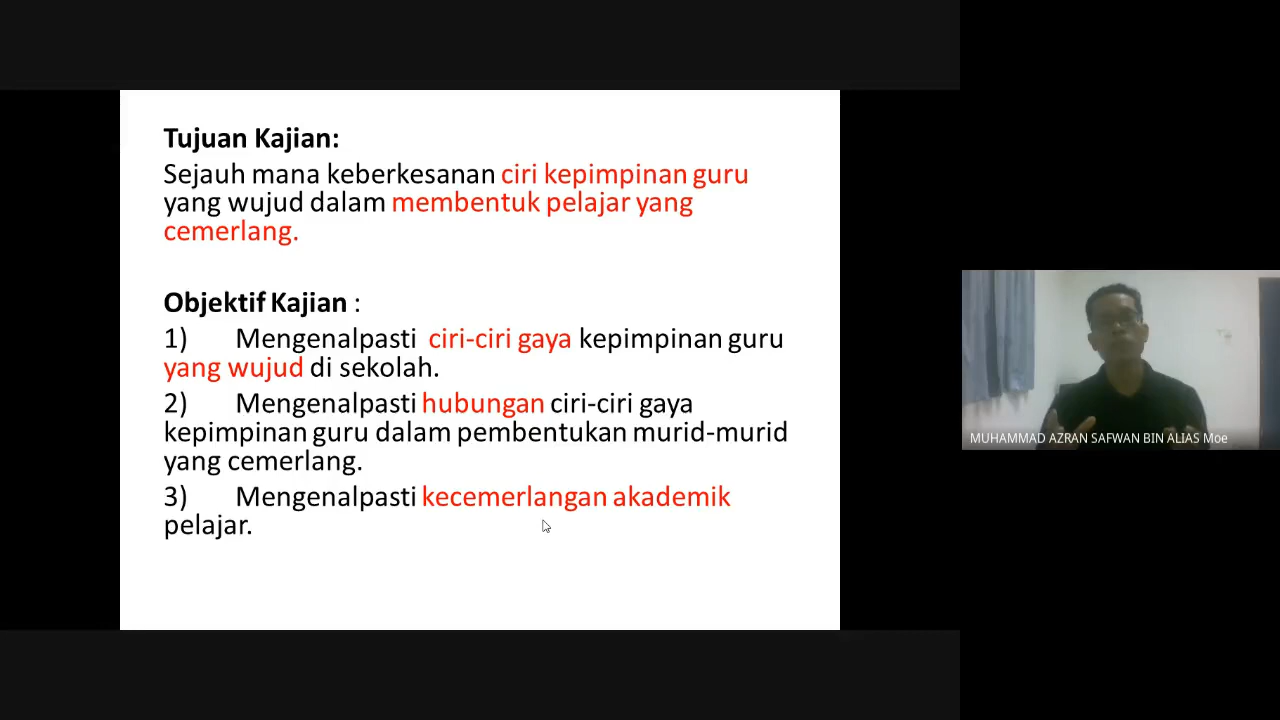 Tujuan Kajian:
Sejauh mana keberkesanan ciri kepimpinan guru
yang wujud dalam membentuk pelajar yang
cemerlang.
Objektif Kajian :
1) Mengenalpasti ciri-ciri gaya kepimpinan guru
yang wujud di sekolah.
2) Mengenalpasti hubungan ciri-ciri gaya
kepimpinan guru dalam pembentukan murid-murid
yang cemerlang.
3) Mengenalpasti kecemerlangan akademik
pelajar.
MUHAMMAD AZRAN SAFWAN BIN ALIAS Moe